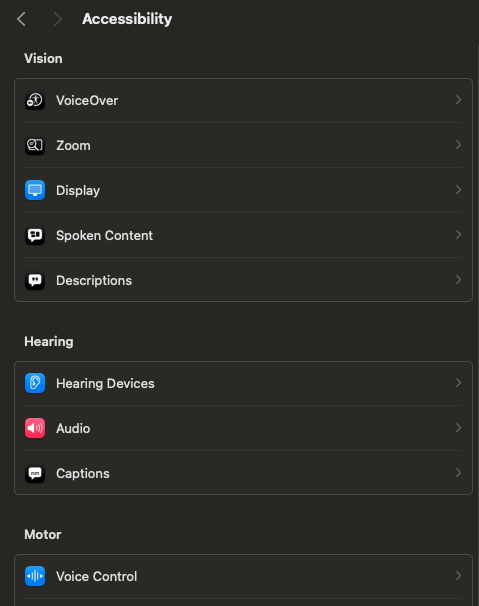 Accessibility
Vision
VoiceOver
Zoom
Display
Spoken Content
Descriptions
Hearing
Hearing Devices
Audio
Captions
Motor
Voice Control